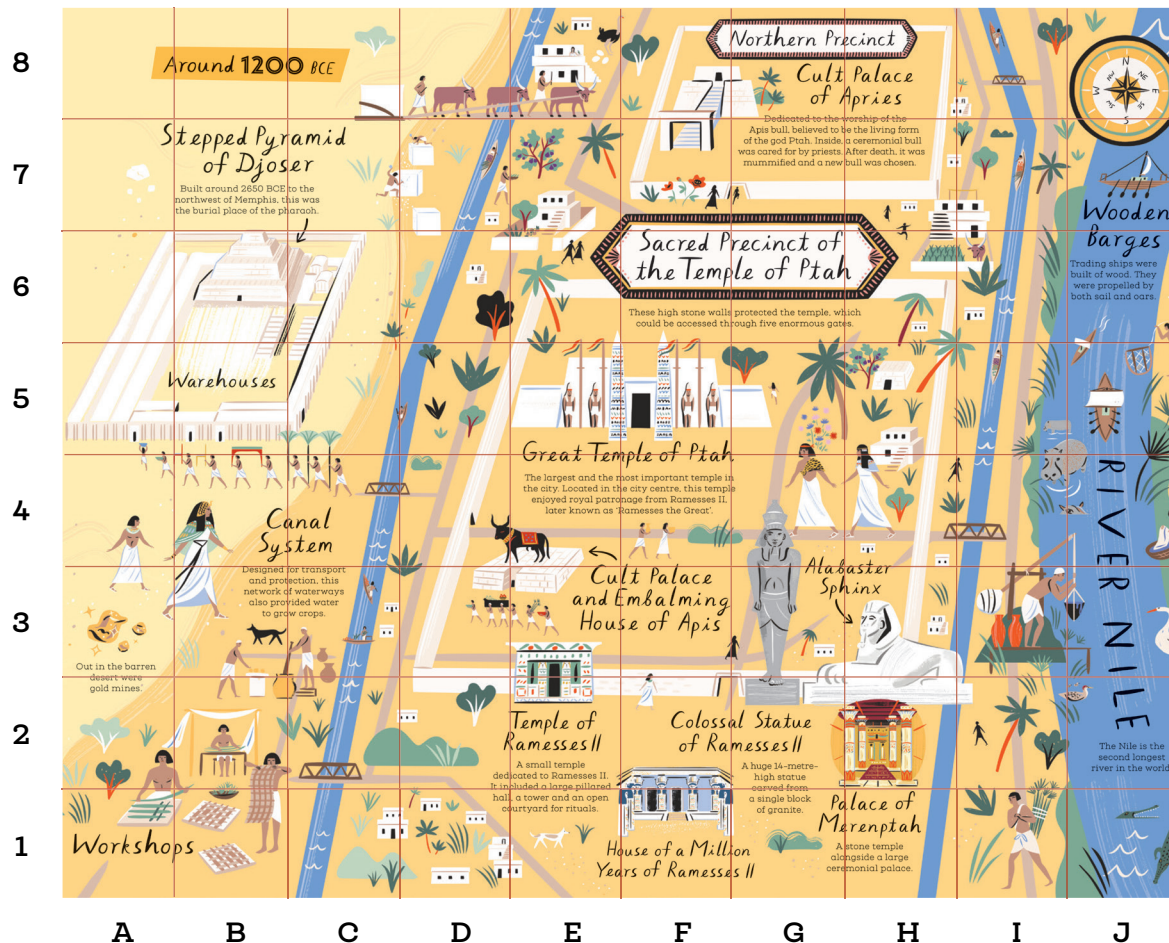 8
7
6
5
4
3
2
1
A B C D E F G H I J
Around 1200 BCE
Northern Precinct
Cult Palace
of Apries
Dedicated to the worship of the
Apis bull, believed to be the living form
of the god Ptah. Inside, a ceremonial bull
was cared for by priests. After death, it was
mummified and a new bull was chosen.
N
NE
E
SE
S
SW
W
NW
Stepped Pyramid
of Djoser
Built around 2650 BCE to the
northwest of Memphis, this was
the burial place of the pharaoh.
Wooden
Barges
Trading ships were
built of wood. They
were propelled by
both sail and oars.
Sacred Precinct of
the Temple of Ptah
These high stone walls protected the temple, which
could be accessed through five enormous gates.
Warehouses
Great Temple of Ptah
The largest and the most important temple in
the city. Located in the city centre, this temple
enjoyed royal patronage from Ramesses II,
later known as 'Ramesses the Great'.
Canal
System
Designed for transport
and protection, this
network of waterways
also provided water
to grow crops.
Cult Palace
and Embalming
House of Apis
Alabaster
Sphinx
RIVER NILE
Out in the barren
desert were
gold mines.
Temple of
Ramesses II
A small temple
dedicated to Ramesses II.
It included a large pillared
hall, a tower and an open
courtyard for rituals.
Colossal Statue
of Ramesses II
A huge 14-metre-
high statue
carved from
a single block
of granite.
The Nile is the
second longest
river in the world
Workshops
House of a Million
Years of Ramesses II
Palace of
Merenptah
A stone temple
alongside a large
ceremonial palace.